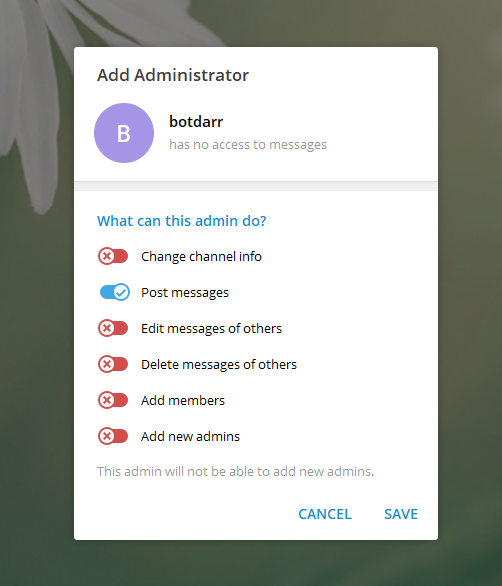 Add Administrator
B
botdarr
has no access to messages
What can this admin do?
Change channel info
Post messages
Edit messages of others
Delete messages of others
Add members
Add new admins
This admin will not be able to add new admins.
CANCEL SAVE